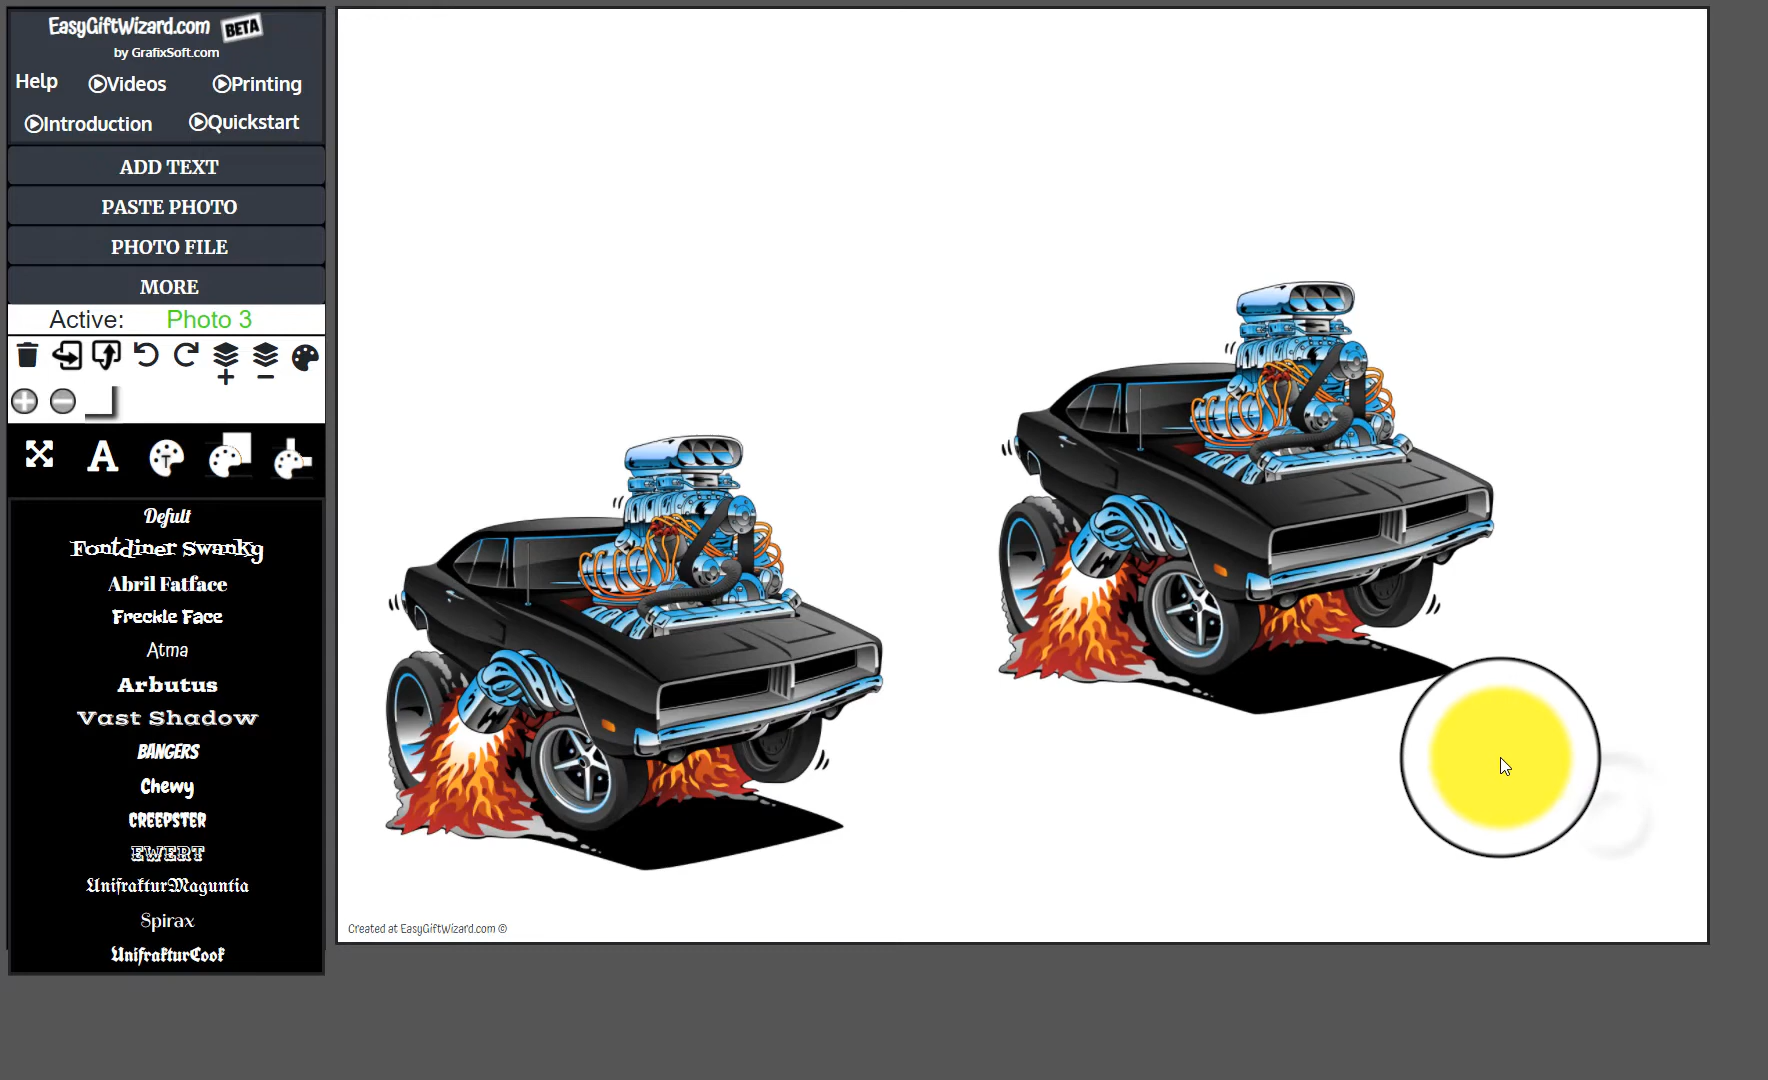 EasyGiftWizard.com BETA
by GrafixSoft.com
Help Videos Printing
Introduction Quickstart
ADD TEXT
PASTE PHOTO
PHOTO FILE
MORE
Active: Photo 3
A
T
Defult
Fontdiner Swanky
Abril Fatface
Freckle Face
Atma
Arbutus
Vast Shadow
BANGERS
Chewy
CREEPSTER
EWERT
UnifrakturMaguntia
Spirax
UnifrakturCook
Created at EasyGiftWizard.com ©